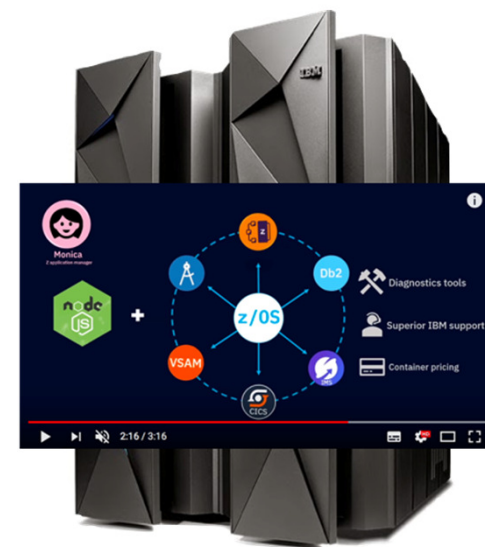 IBM
Monica
Z application manager
node
JS
+
z/OS
Z
Db2
IMS
CICS
VSAM
Diagnostics tools
Superior IBM support
Container pricing
i
2:16 / 3:16
HD